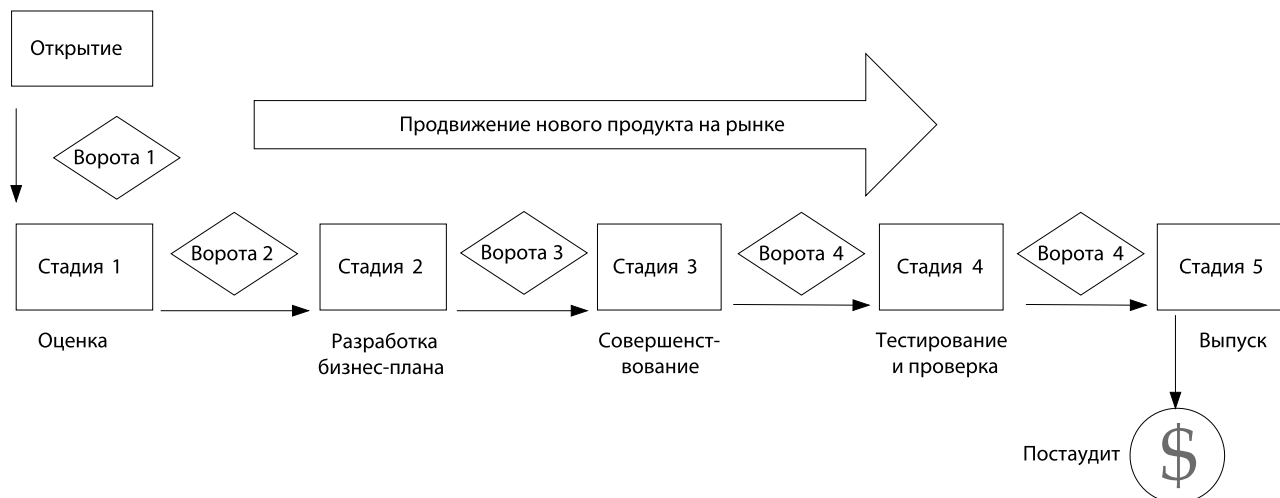 Открытие
Продвижение нового продукта на рынке
Ворота 1
Ворота 2
Ворота 3
Ворота 4
Ворота 4
Стадия 1
Стадия 2
Стадия 3
Стадия 4
Стадия 5
Оценка
Разработка
бизнес-плана
Совершенст-
вование
Тестирование
и проверка
Выпуск
Постаудит
$